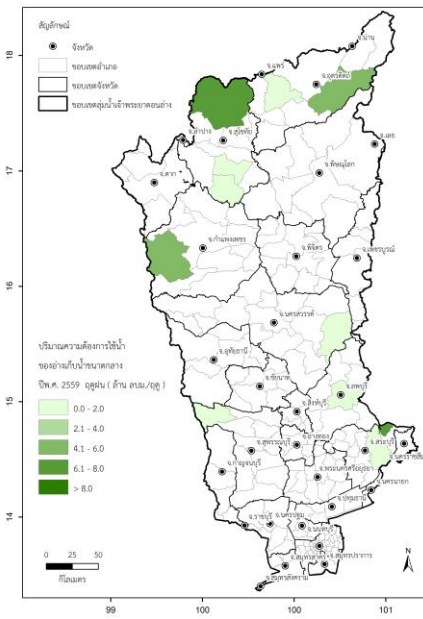 สัญลักษณ์
จังหวัด
ขอบเขตอำเภอ
ขอบเขตจังหวัด
ขอบเขตลุ่มน้ำเจ้าพระยาตอนล่าง
18
17
16
15
14
จ.น่าน
จ.แพร่
จ.อุตรดิตถ์
จ.ลำปาง
จ.สุโขทัย
จ.เลย
จ.ตาก
จ.พิษณุโลก
จ.กำแพงเพชร
จ.พิจิตร
จ.เพชรบูรณ์
จ.นครสวรรค์
จ.อุทัยธานี
จ.ชัยนาท
จ.ลพบุรี
จ.สิงห์บุรี
จ.อ่างทอง
จ.สระบุรี
จ.นครราชสีมา
จ.สุพรรณบุรี
จ.กาญจนบุรี
จ.พระนครศรีอยุธยา
จ.นครนายก
จ.ปทุมธานี
จ.ราชบุรี
จ.นครปฐม
จ.นนทบุรี
จ.สมุทรสาคร
จ.สมุทรปราการ
จ.สมุทรสงคราม
ปริมาณความต้องการใช้น้ำ
ของอ่างเก็บน้ำขนาดกลาง
ปีพ.ศ. 2559 ฤดูฝน ( ล้าน ลบม./ฤดู )
0.0 - 2.0
2.1 - 4.0
4.1 - 6.0
6.1 - 8.0
> 8.0
0 25 50
กิโลเมตร
N
99 100 100 101